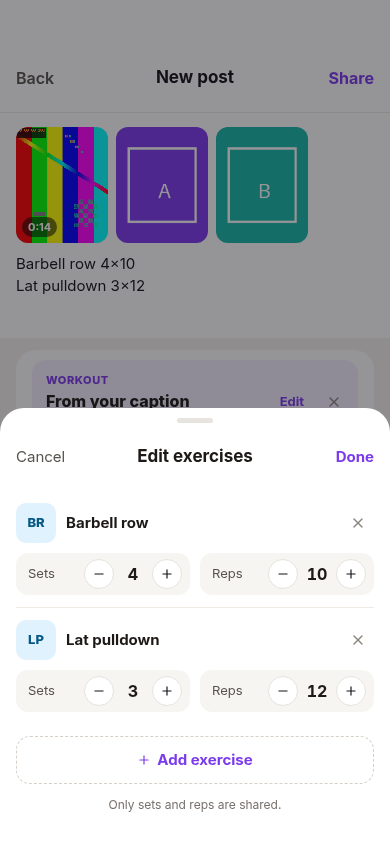 Back New post Share
0:14
A
B
Barbell row 4×10
Lat pulldown 3×12
WORKOUT
From your caption Edit ×
Cancel Edit exercises Done
BR Barbell row ×
Sets − 4 + Reps − 10 +
LP Lat pulldown ×
Sets − 3 + Reps − 12 +
+ Add exercise
Only sets and reps are shared.